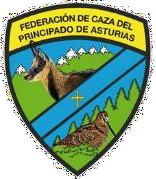 FEDERACIÓN DE CAZA DEL
PRINCIPADO DE ASTURIAS